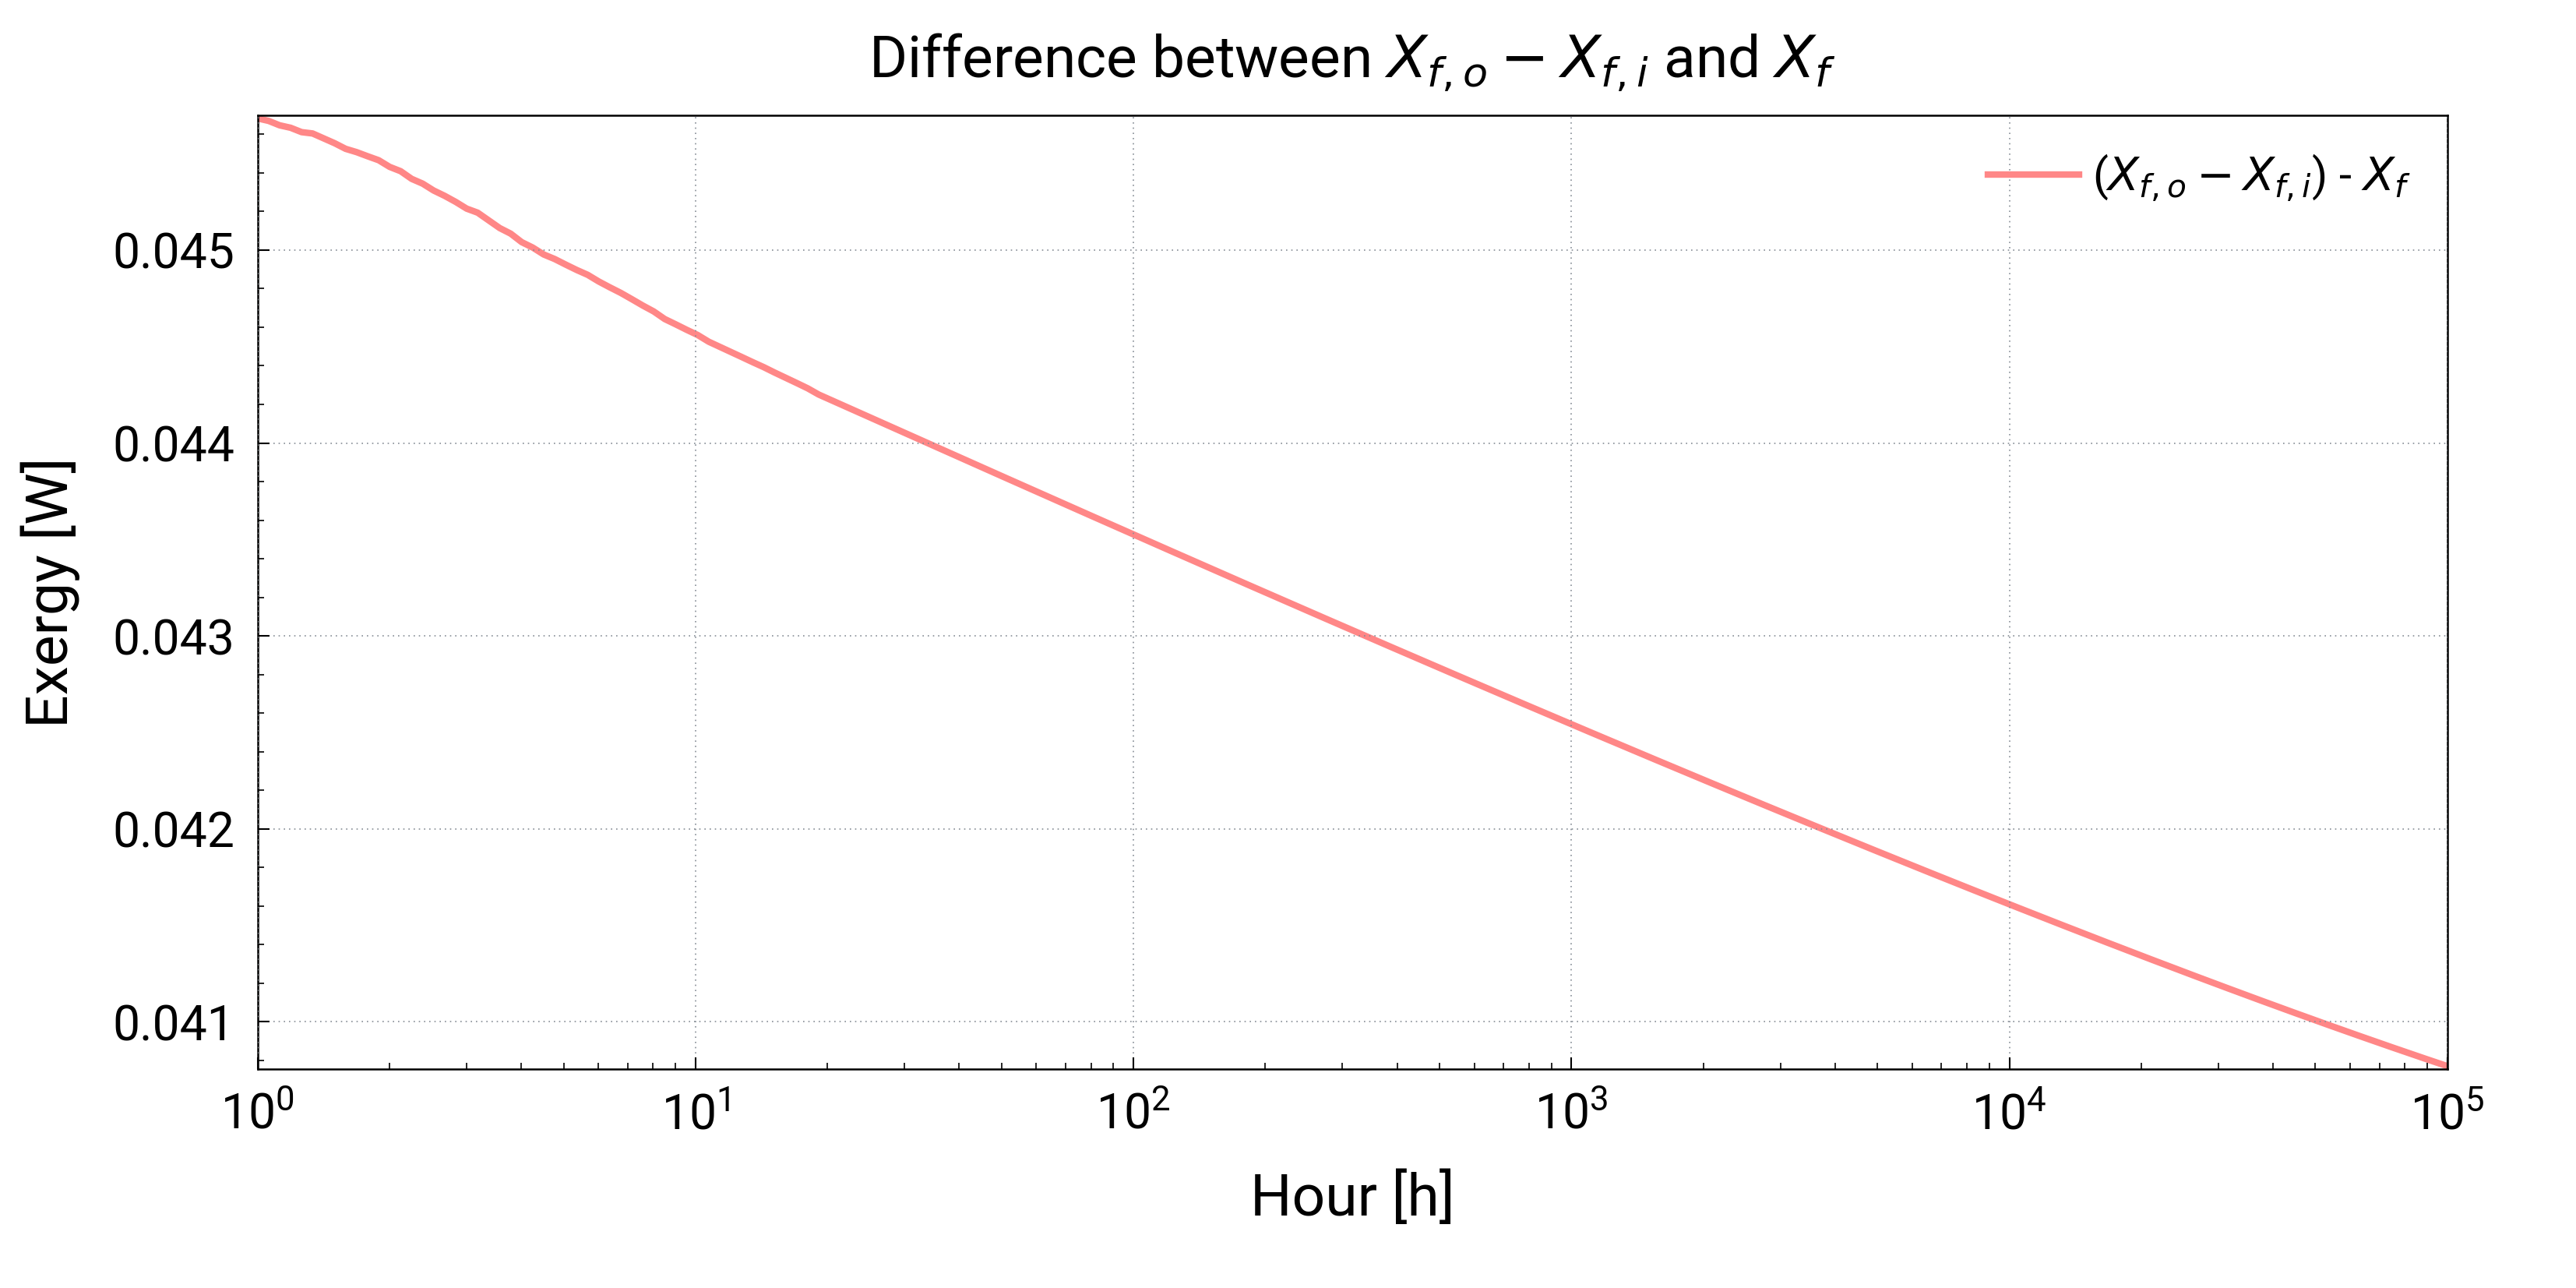 Difference between X_{f, o} − X_{f, i} and X_f
(X_{f, o} − X_{f, i}) - X_f
Exergy [W]
0.045
0.044
0.043
0.042
0.041
10^0
10^1
10^2
10^3
10^4
10^5
Hour [h]